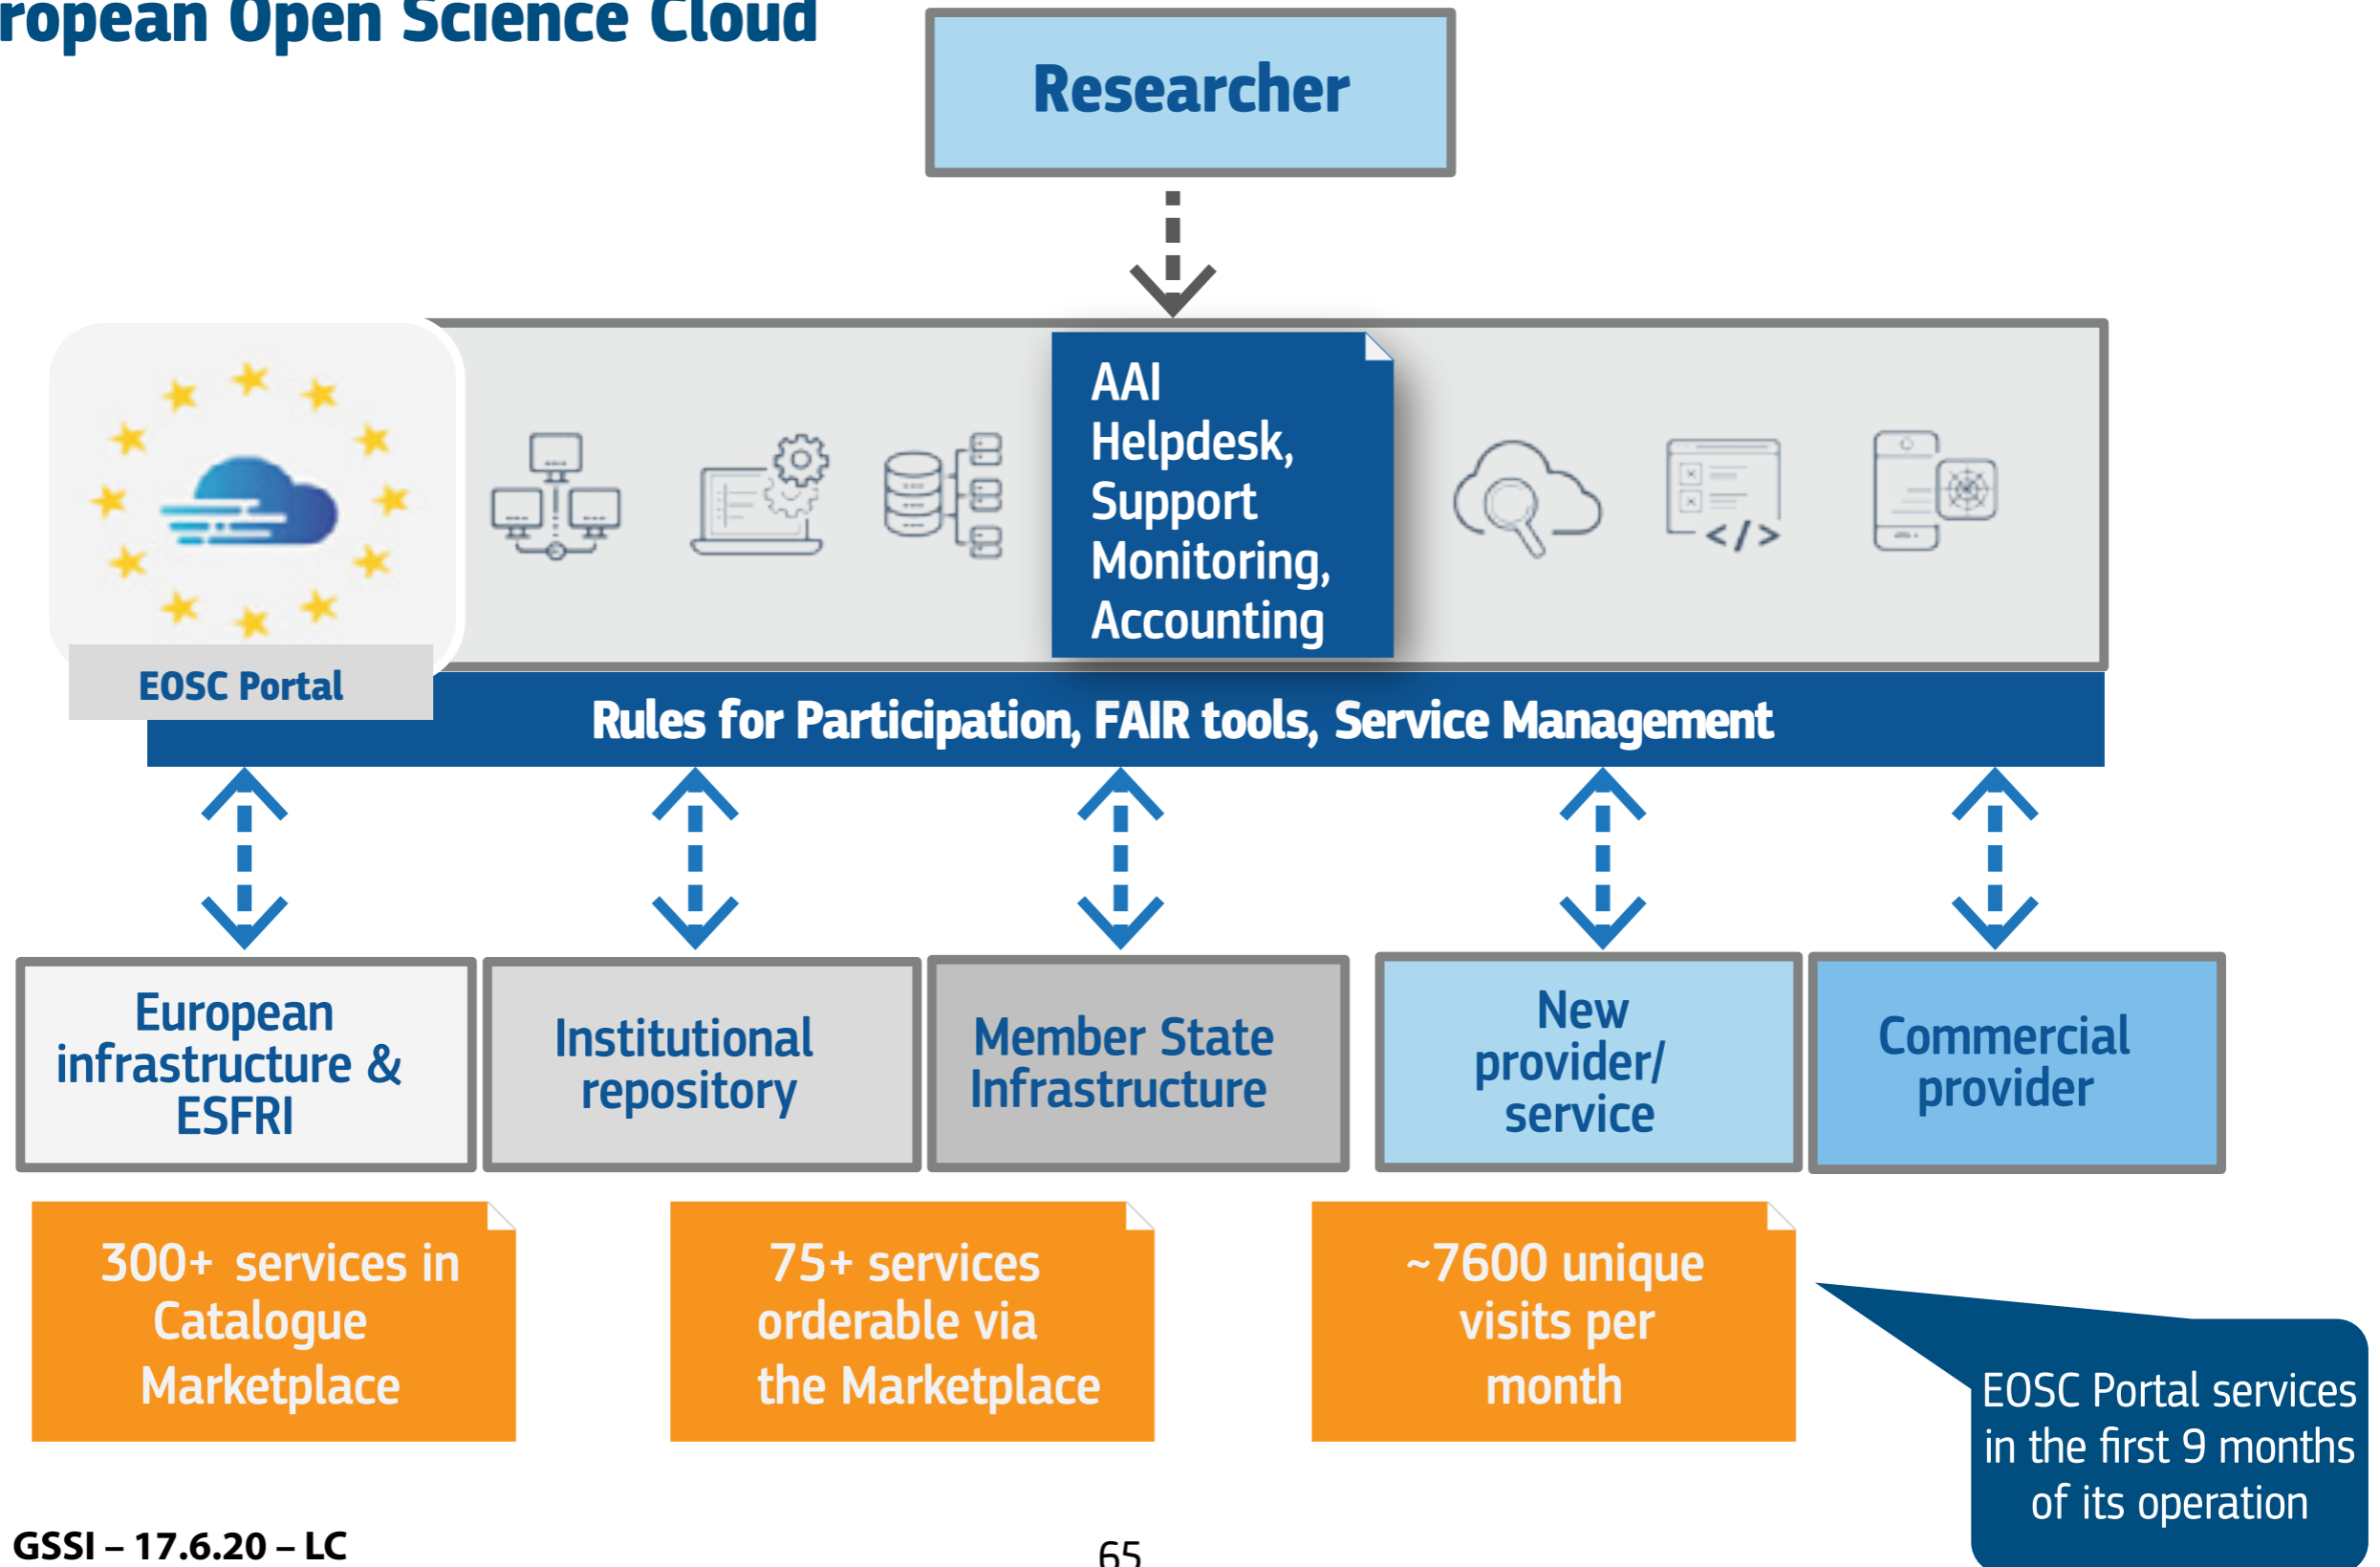 ropean Open Science Cloud
Researcher
AAI
Helpdesk,
Support
Monitoring,
Accounting
EOSC Portal
Rules for Participation, FAIR tools, Service Management
European
infrastructure &
ESFRI
Institutional
repository
Member State
Infrastructure
New
provider/
service
Commercial
provider
300+ services in
Catalogue
Marketplace
75+ services
orderable via
the Marketplace
~7600 unique
visits per
month
EOSC Portal services
in the first 9 months
of its operation
GSSI – 17.6.20 – LC
65